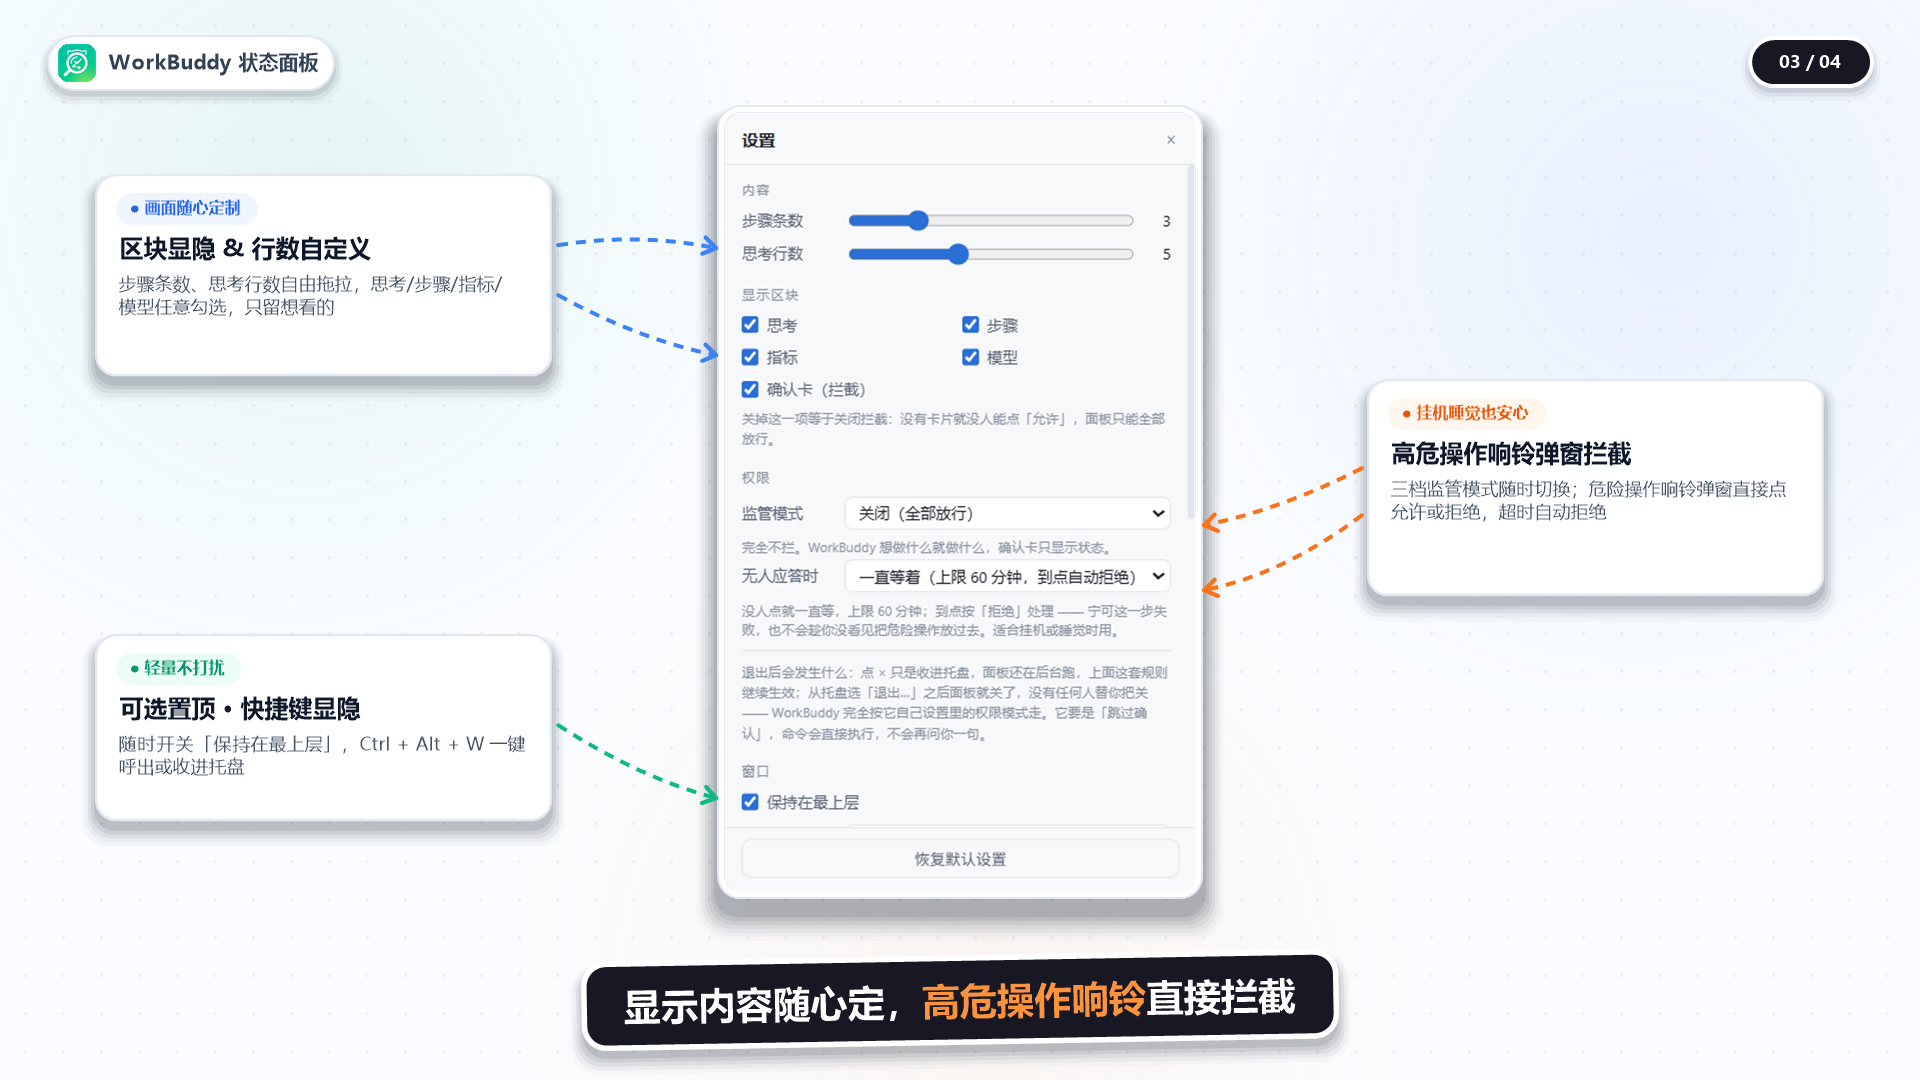 WorkBuddy 状态面板
03 / 04
画面随心定制
区块显隐 & 行数自定义
步骤条数、思考行数自由拖拉，思考/步骤/指标/
模型任意勾选，只留想看的
轻量不打扰
可选置顶 • 快捷键显隐
随时开关「保持在最上层」，Ctrl + Alt + W 一键
呼出或收进托盘
设置
×
内容
步骤条数 3
思考行数 5
显示区块
思考 步骤
指标 模型
确认卡（拦截）
关掉这一项等于关闭拦截：没有卡片就没人能点「允许」，面板只能全部
放行。
权限
监管模式 关闭（全部放行）
完全不拦。WorkBuddy 想做什么就做什么，确认卡只显示状态。
无人应答时 一直等着（上限 60 分钟，到点自动拒绝）
没人点就一直等，上限 60 分钟；到点按「拒绝」处理 —— 宁可这一步失
败，也不会趁你没看见把危险操作放过去。适合挂机或睡觉时用。
退出后会发生什么：点 × 只是收进托盘，面板还在后台跑，上面这套规则
继续生效；从托盘选「退出…」之后面板就关了，没有任何人替你把关
—— WorkBuddy 完全按它自己设置里的权限模式走。它要是「跳过确
认」，命令会直接执行，不会再问你一句。
窗口
保持在最上层
恢复默认设置
挂机睡觉也安心
高危操作响铃弹窗拦截
三档监管模式随时切换；危险操作响铃弹窗直接点
允许或拒绝，超时自动拒绝
显示内容随心定，高危操作响铃直接拦截